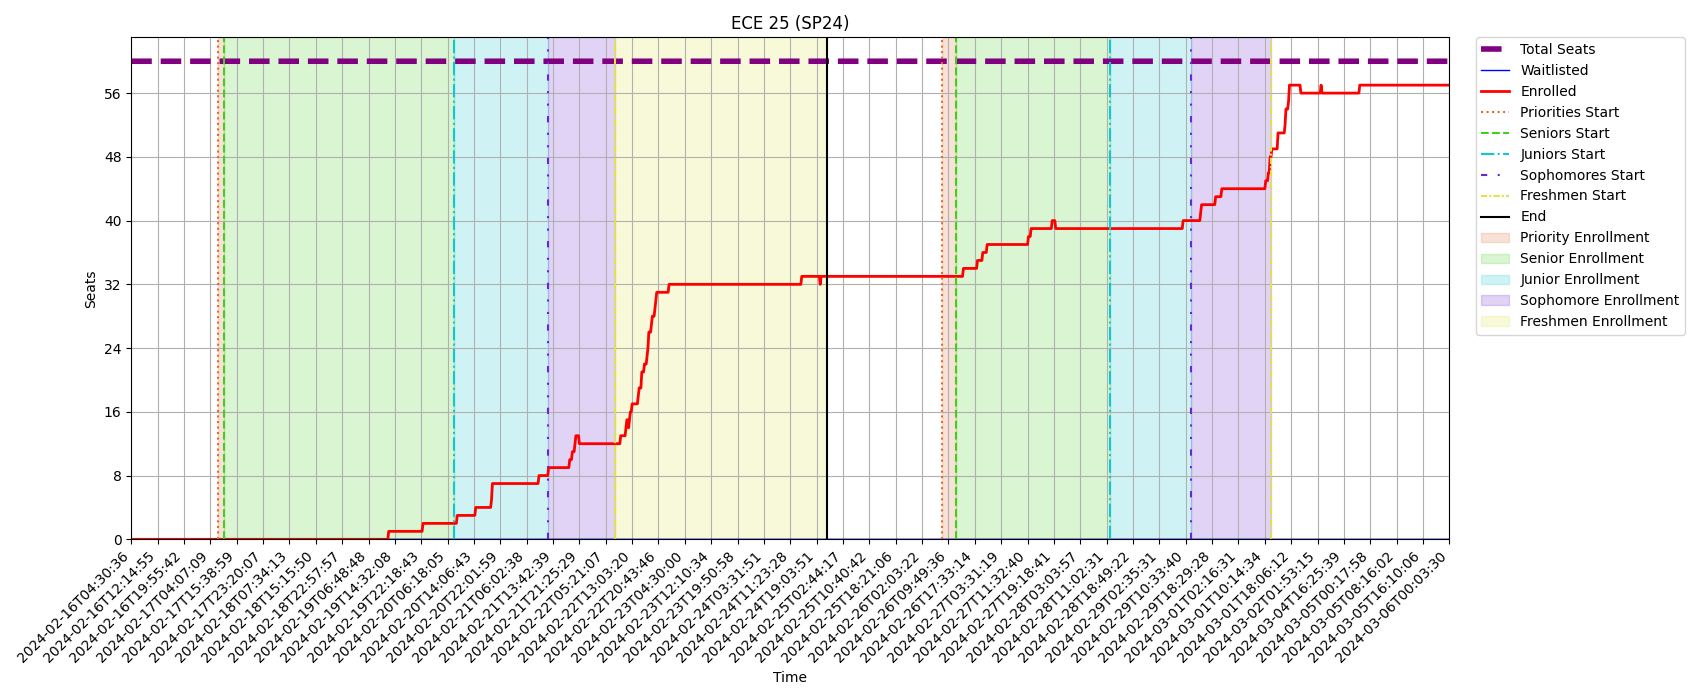 ECE 25 (SP24)
Seats
56
48
40
32
24
16
8
0
2024-02-16T04:30:36
2024-02-16T12:14:55
2024-02-16T19:55:42
2024-02-17T04:07:09
2024-02-17T15:38:59
2024-02-17T23:20:07
2024-02-18T07:34:13
2024-02-18T15:15:50
2024-02-18T22:57:57
2024-02-19T06:48:48
2024-02-19T14:32:08
2024-02-19T22:18:43
2024-02-20T06:18:05
2024-02-20T14:06:43
2024-02-20T22:01:59
2024-02-21T06:02:38
2024-02-21T13:42:39
2024-02-21T21:25:29
2024-02-22T05:21:07
2024-02-22T13:03:20
2024-02-22T20:43:46
2024-02-23T04:30:00
2024-02-23T12:10:34
2024-02-23T19:50:58
2024-02-24T03:31:51
2024-02-24T11:23:28
2024-02-24T19:03:51
2024-02-25T02:44:17
2024-02-25T10:40:42
2024-02-25T18:21:06
2024-02-26T02:03:22
2024-02-26T09:49:36
2024-02-26T17:33:14
2024-02-27T03:31:19
2024-02-27T11:32:40
2024-02-27T19:18:41
2024-02-28T03:03:57
2024-02-28T11:02:31
2024-02-28T18:49:22
2024-02-29T02:35:31
2024-02-29T10:33:40
2024-02-29T18:29:28
2024-03-01T02:16:31
2024-03-01T10:14:34
2024-03-01T18:06:12
2024-03-02T01:53:15
2024-03-04T16:25:39
2024-03-05T00:17:58
2024-03-05T08:16:02
2024-03-05T16:10:06
2024-03-06T00:03:30
Time
Total Seats
Waitlisted
Enrolled
Priorities Start
Seniors Start
Juniors Start
Sophomores Start
Freshmen Start
End
Priority Enrollment
Senior Enrollment
Junior Enrollment
Sophomore Enrollment
Freshmen Enrollment